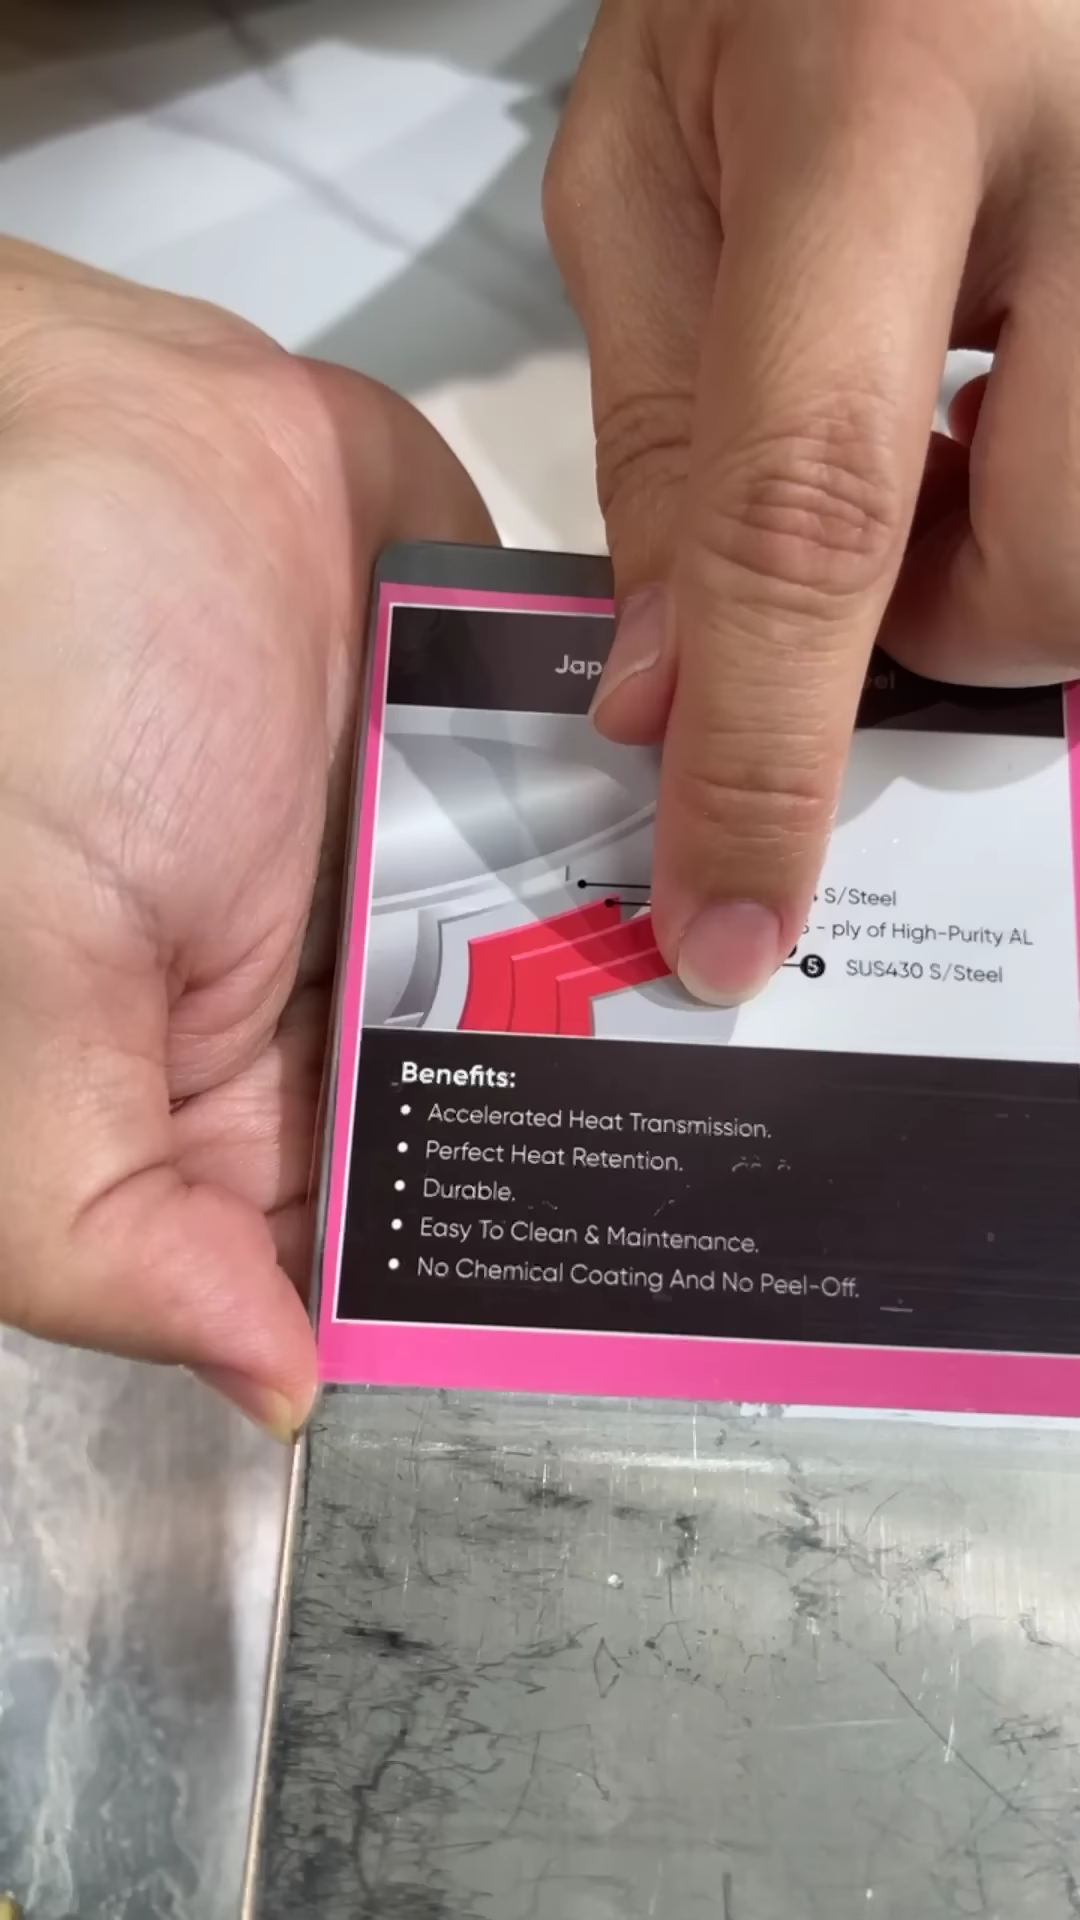 S/Steel
- ply of High-Purity AL
5 SUS430 S/Steel
Benefits:
• Accelerated Heat Transmission.
• Perfect Heat Retention.
• Durable.
• Easy To Clean & Maintenance.
• No Chemical Coating And No Peel-Off.